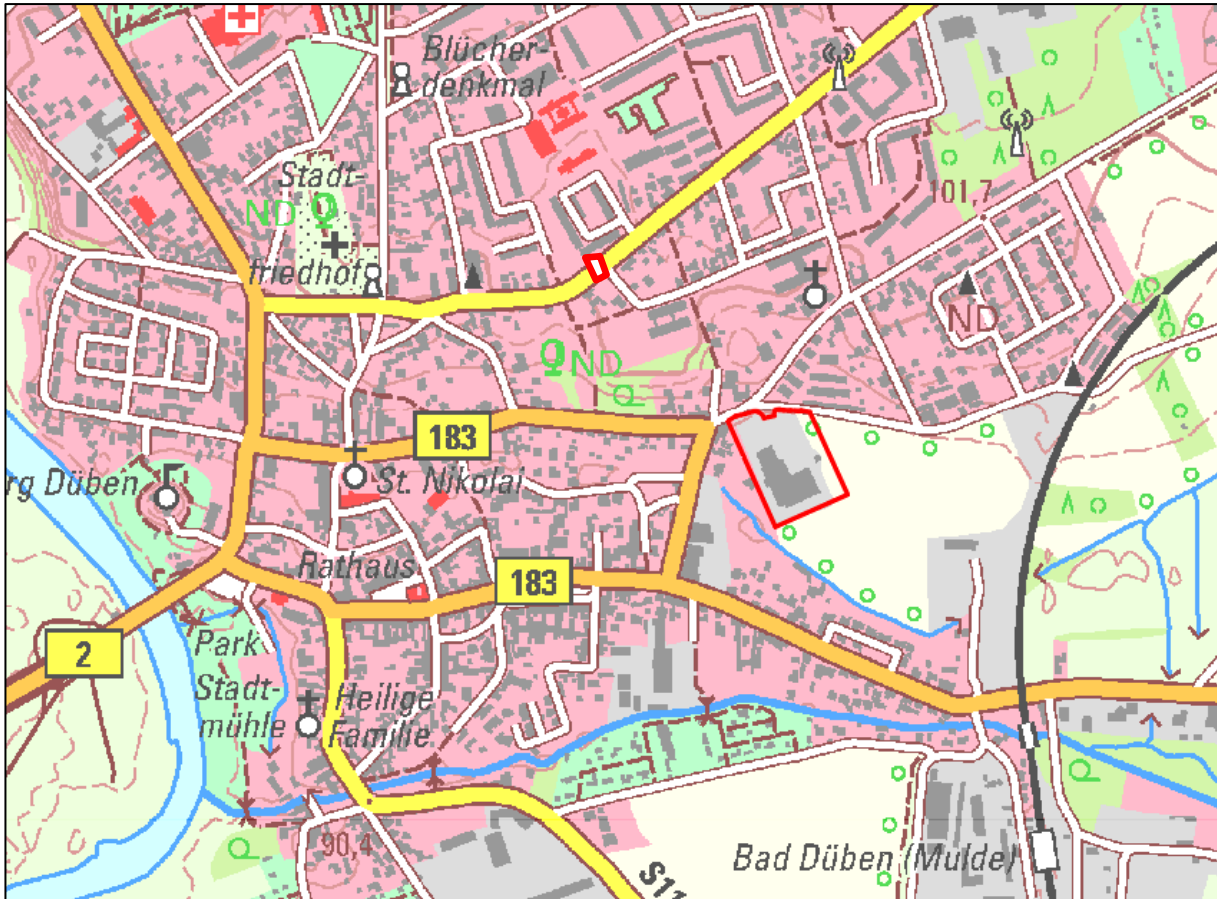 Blücher-
denkmal
Stadt-
ND
friedhof
101,7
ND
ND
183
St. Nikolai
rg Düben
Rathaus
183
2
Park
Stadt-
mühle
Heilige
Familie
90,4
Bad Düben (Mulde)
S11